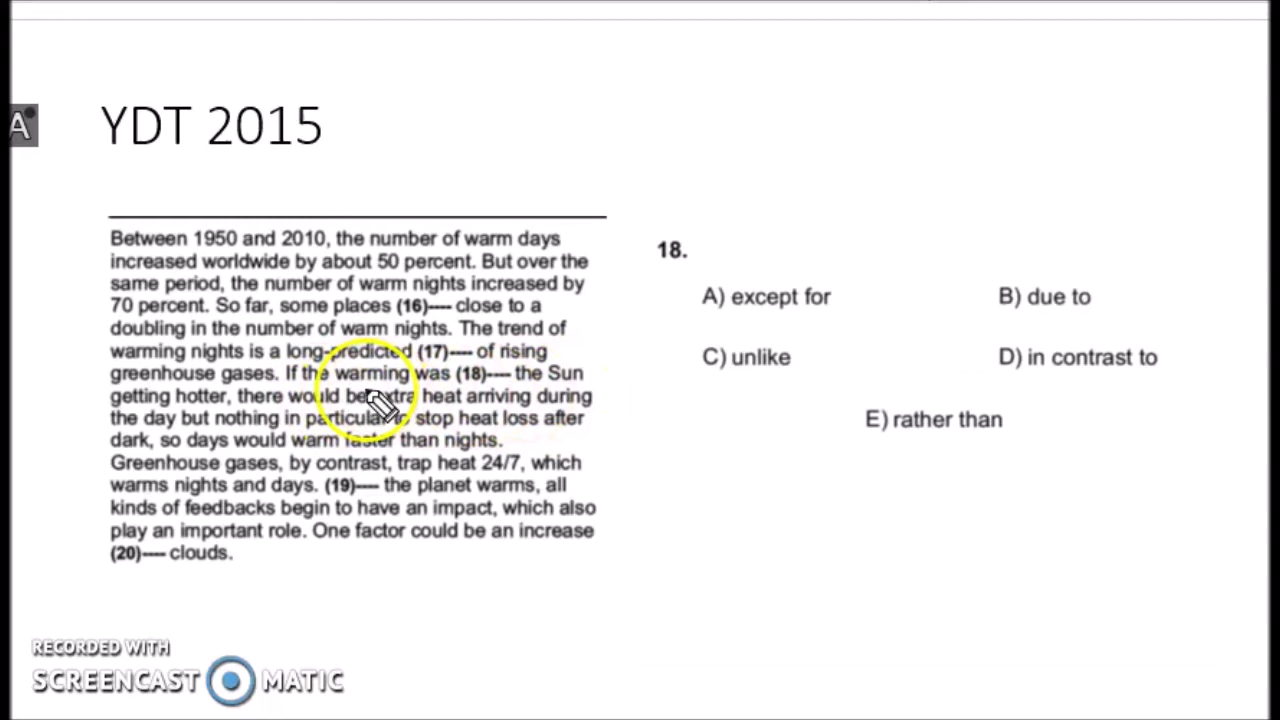 A
YDT 2015
Between 1950 and 2010, the number of warm days
increased worldwide by about 50 percent. But over the
same period, the number of warm nights increased by
70 percent. So far, some places (16)---- close to a
doubling in the number of warm nights. The trend of
warming nights is a long-predicted (17)---- of rising
greenhouse gases. If the warming was (18)---- the Sun
getting hotter, there would be extra heat arriving during
the day but nothing in particular to stop heat loss after
dark, so days would warm faster than nights.
Greenhouse gases, by contrast, trap heat 24/7, which
warms nights and days. (19)---- the planet warms, all
kinds of feedbacks begin to have an impact, which also
play an important role. One factor could be an increase
(20)---- clouds.
18.
A) except for
B) due to
C) unlike
D) in contrast to
E) rather than
RECORDED WITH
SCREENCAST MATIC